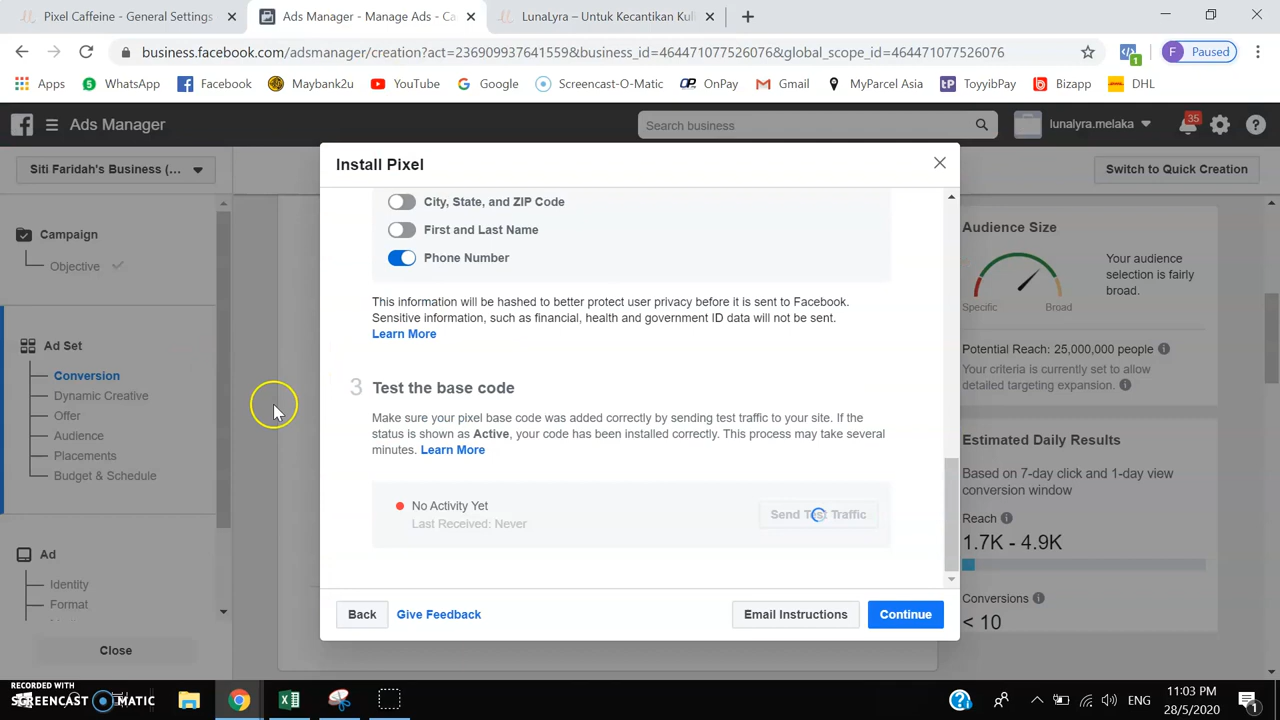 Pixel Caffeine - General Settings
Ads Manager - Manage Ads - Ca
LunaLyra – Untuk Kecantikan Kuli
business.facebook.com/adsmanager/creation?act=236909937641559&business_id=464471077526076&global_scope_id=464471077526076
1
F Paused
Apps
5 WhatsApp
Facebook
Maybank2u
YouTube
Google
Screencast-O-Matic
OnPay
Gmail
MyParcel Asia
tP ToyyibPay
Bizapp
DHL
Ads Manager
Search business
lunalyra.melaka
35
Siti Faridah's Business (...
Switch to Quick Creation
Campaign
Objective
Ad Set
Conversion
Dynamic Creative
Offer
Audience
Placements
Budget & Schedule
Ad
Identity
Format
Close
Install Pixel
City, State, and ZIP Code
First and Last Name
Phone Number
This information will be hashed to better protect user privacy before it is sent to Facebook.
Sensitive information, such as financial, health and government ID data will not be sent.
Learn More
3 Test the base code
Make sure your pixel base code was added correctly by sending test traffic to your site. If the
status is shown as Active, your code has been installed correctly. This process may take several
minutes. Learn More
No Activity Yet
Last Received: Never
Send Test Traffic
Back
Give Feedback
Email Instructions
Continue
Audience Size
Specific
Broad
Your audience
selection is fairly
broad.
Potential Reach: 25,000,000 people
Your criteria is currently set to allow
detailed targeting expansion.
Estimated Daily Results
Based on 7-day click and 1-day view
conversion window
Reach
1.7K - 4.9K
Conversions
< 10
RECORDED WITH
SCREENCAST MATIC
ENG
11:03 PM
28/5/2020
1